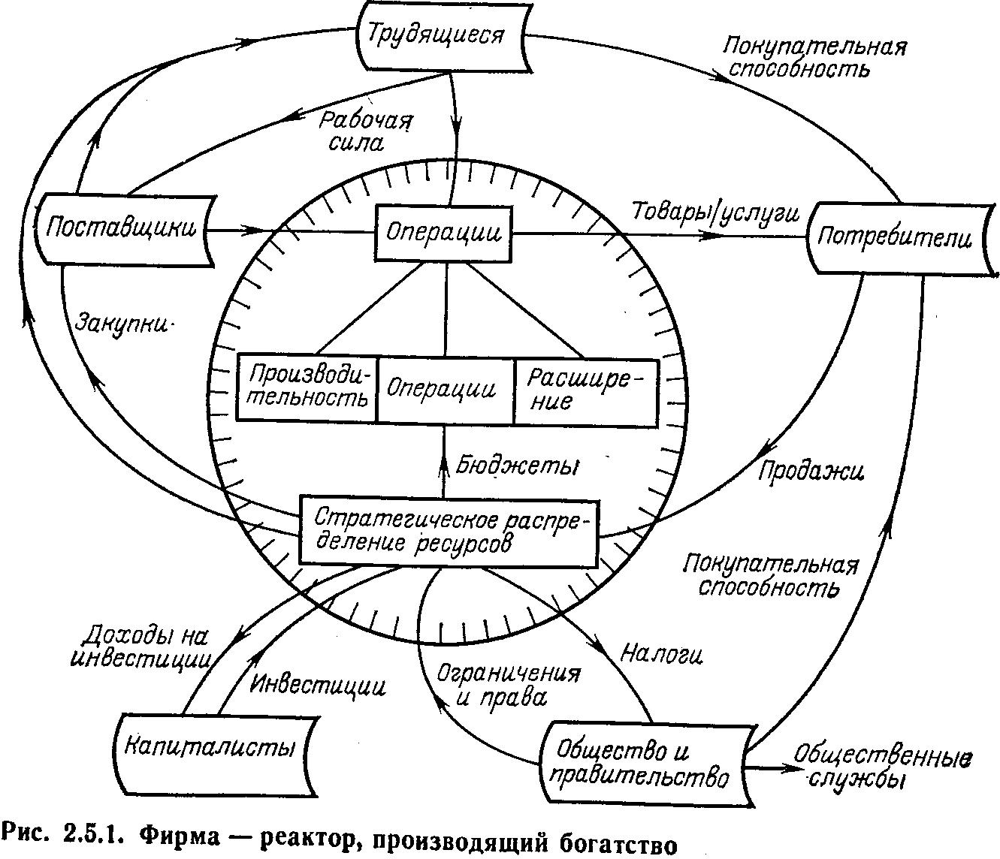 Трудящиеся
Покупательная
способность
Рабочая
сила
Поставщики
Операции
Товары/услуги
Потребители
Закупки
Производи-
тельность
Операции
Расшире-
ние
Бюджеты
Продажи
Стратегическое распре-
деление ресурсов
Покупательная
способность
Доходы на
инвестиции
Инвестиции
Ограничения
и права
Налоги
Капиталисты
Общество и
правительство
Общественные
службы
Рис. 2.5.1. Фирма — реактор, производящий богатство